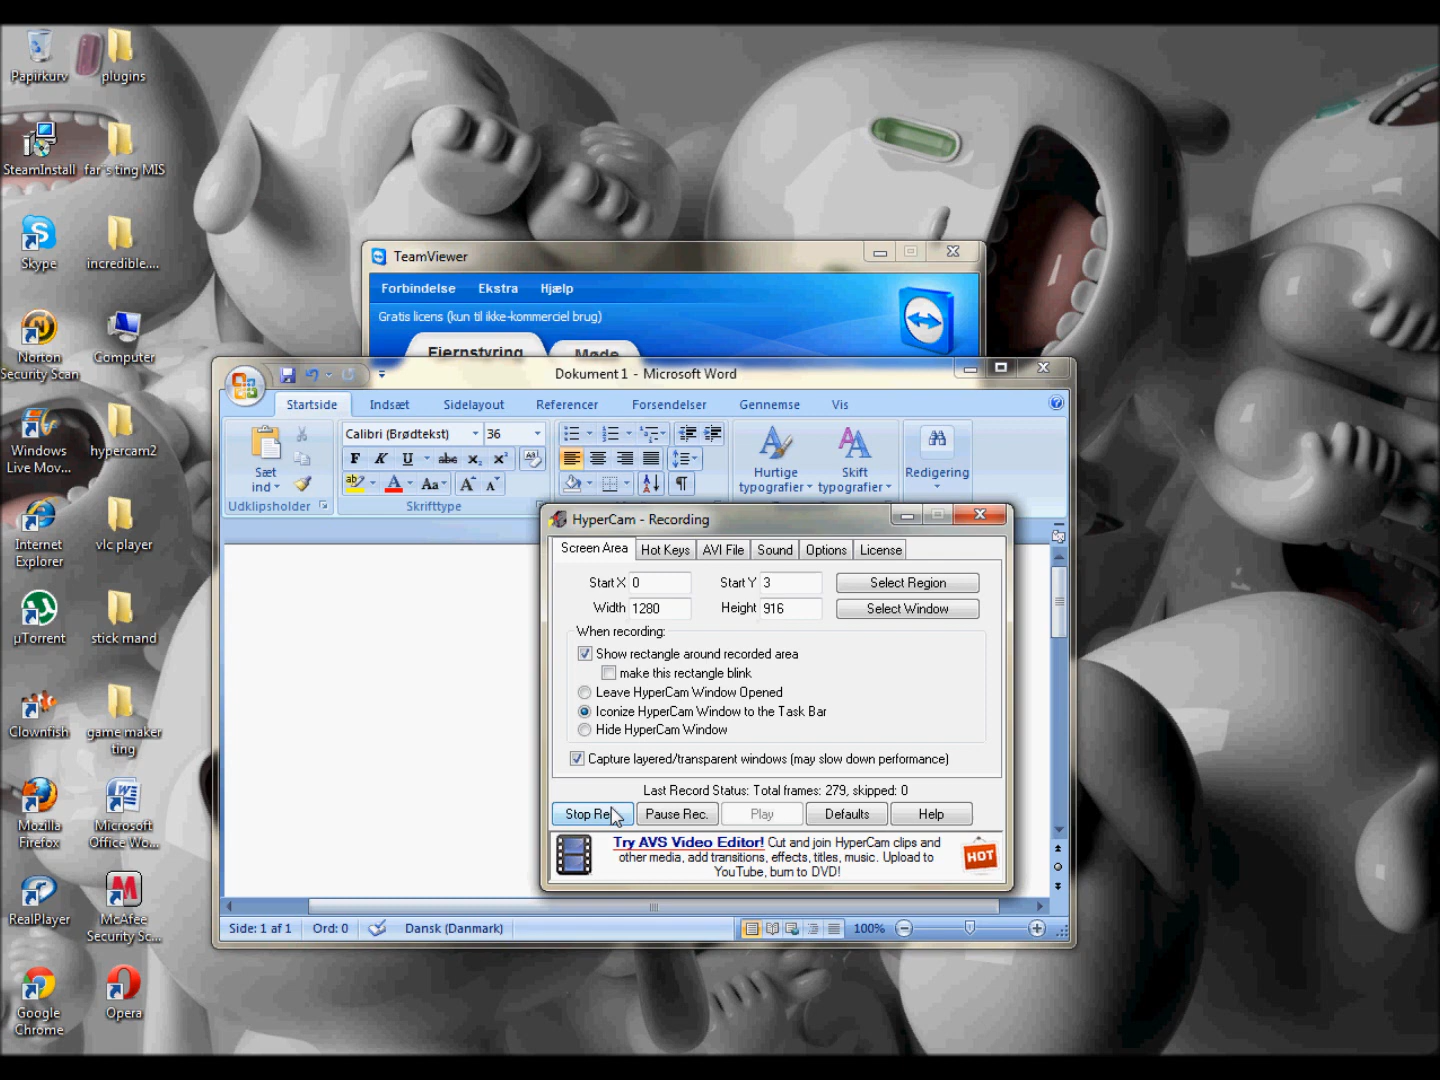 Papirkurv
plugins
SteamInstall
far´s ting MIS
Skype
incredible....
Norton
Security Scan
Computer
Windows
Live Mov...
hypercam2
Internet
Explorer
vlc player
µTorrent
stick mand
Clownfish
game maker
ting
Mozilla
Firefox
Microsoft
Office Wo...
RealPlayer
McAfee
Security Sc...
Google
Chrome
Opera
TeamViewer
Forbindelse Ekstra Hjælp
Gratis licens (kun til ikke-kommerciel brug)
Fjernstyring Møde
Dokument1 - Microsoft Word
Startside Indsæt Sidelayout Referencer Forsendelser Gennemse Vis
Calibri (Brødtekst) 36
F K U abe x₂ x²
Aa A A
Sæt
ind
Hurtige
typografier
Skift
typografier
Redigering
Udklipsholder Skrifttype
HyperCam - Recording
Screen Area Hot Keys AVI File Sound Options License
Start X 0 Start Y 3 Select Region
Width 1280 Height 916 Select Window
When recording:
Show rectangle around recorded area
make this rectangle blink
Leave HyperCam Window Opened
Iconize HyperCam Window to the Task Bar
Hide HyperCam Window
Capture layered/transparent windows (may slow down performance)
Last Record Status: Total frames: 279, skipped: 0
Stop Re Pause Rec. Play Defaults Help
Try AVS Video Editor! Cut and join HyperCam clips and
other media, add transitions, effects, titles, music. Upload to
YouTube, burn to DVD!
HOT
Side: 1 af 1 Ord: 0 Dansk (Danmark) 100%